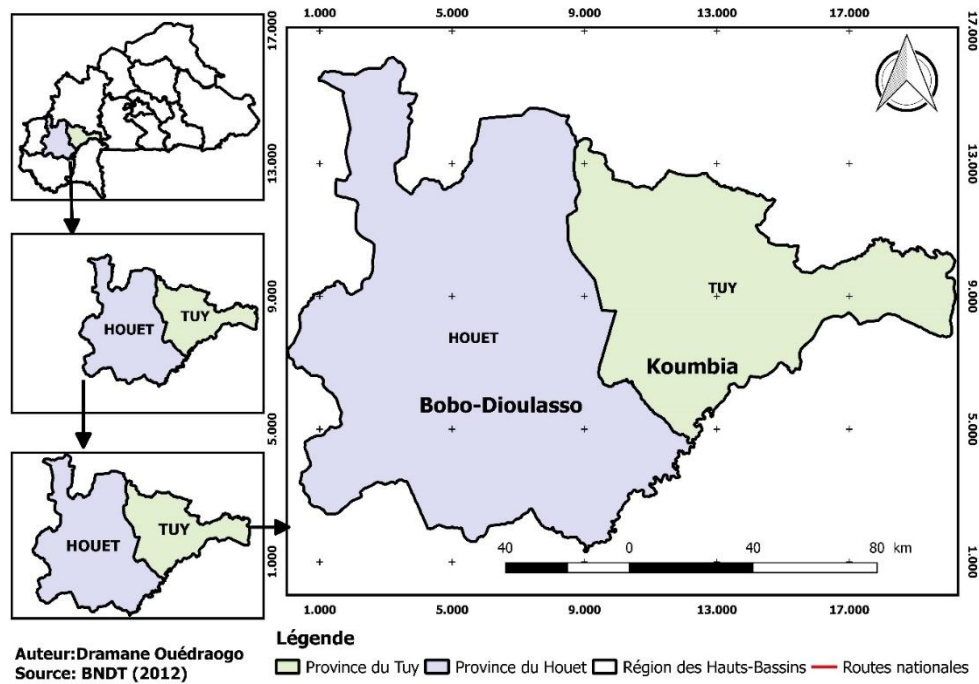 1.000 5.000 9.000 13.000 17.000
17.000
13.000
9.000
5.000
1.000
HOUET
TUY
HOUET
TUY
17.000
13.000
9.000
5.000
1.000
TUY
HOUET
Koumbia
Bobo-Dioulasso
40 0 40 80 km
1.000 5.000 9.000 13.000 17.000
Légende
Province du Tuy Province du Houet Région des Hauts-Bassins Routes nationales
Auteur:Dramane Ouédraogo
Source: BNDT (2012)